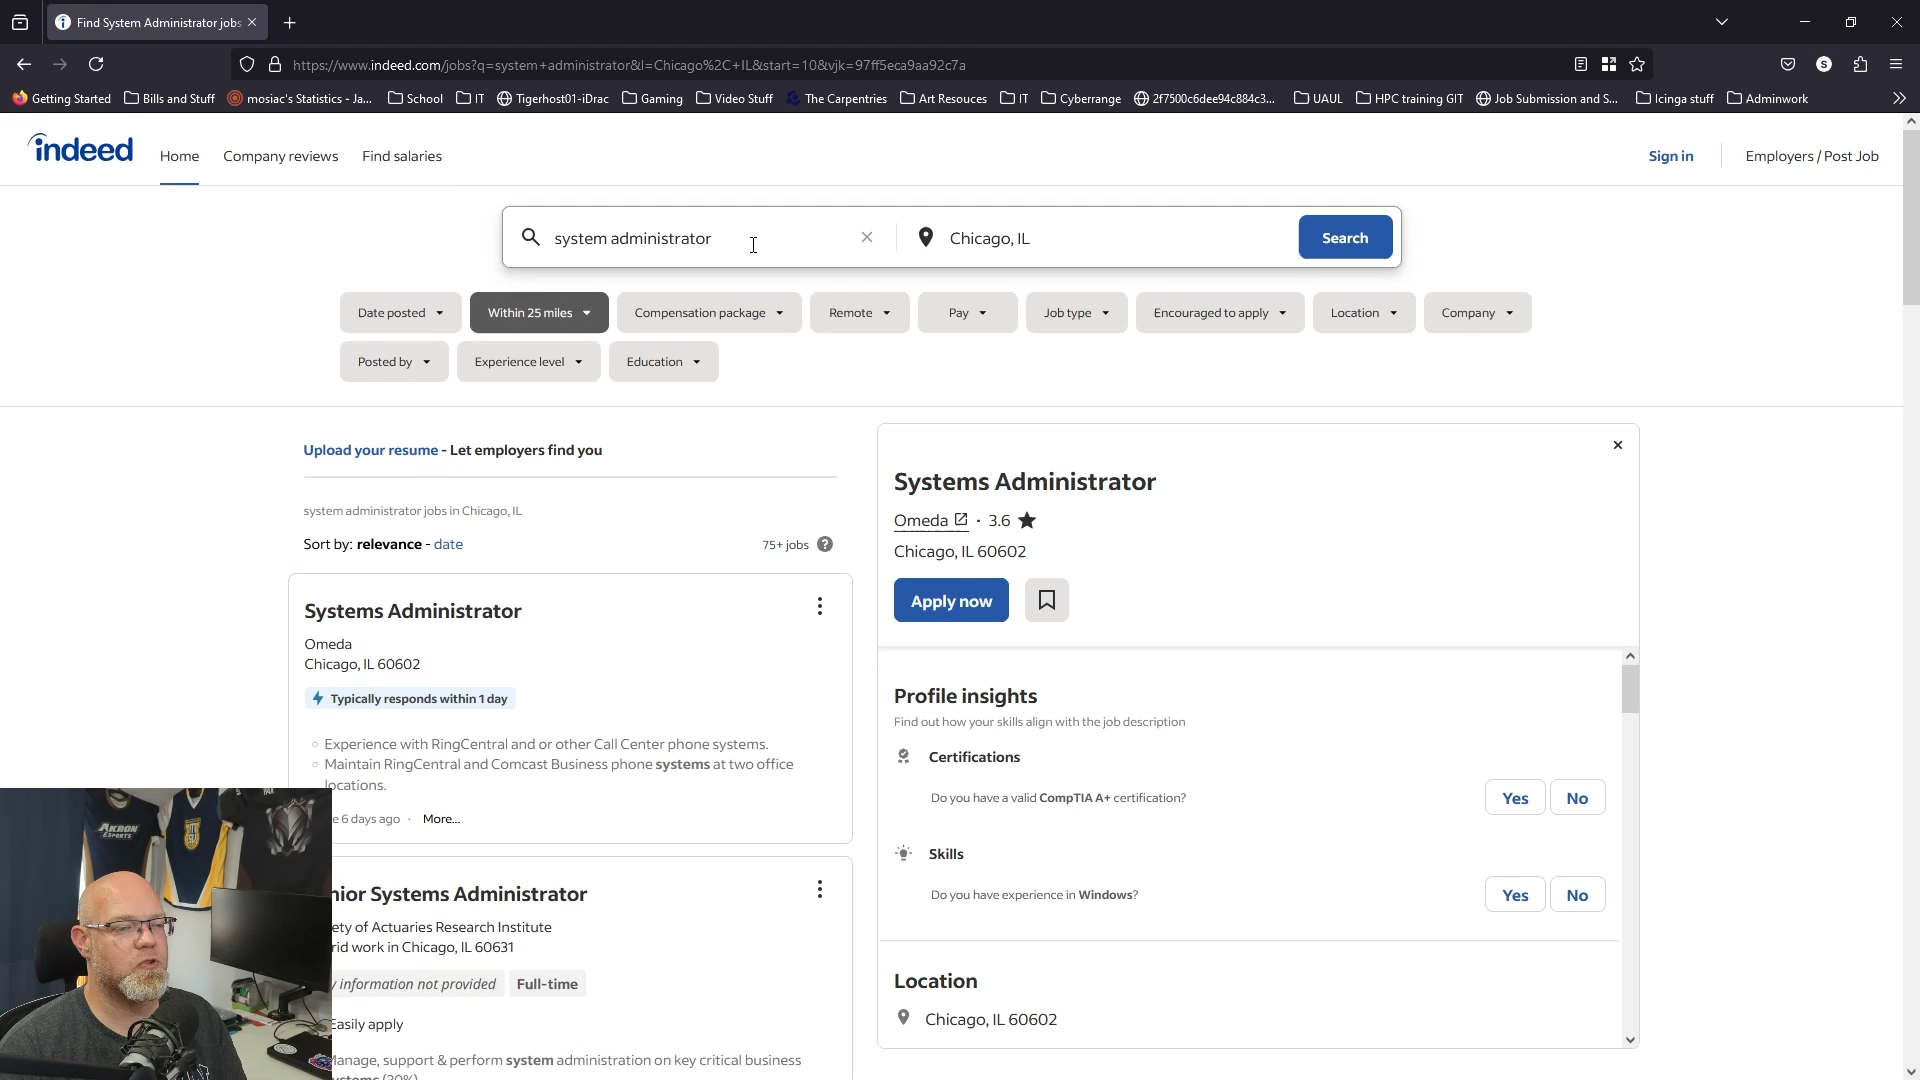 Find System Administrator jobs
https://www.indeed.com/jobs?q=system+administrator&l=Chicago%2C+IL&start=10&vjk=97ff5eca9aa92c7a
S
Getting Started
Bills and Stuff
mosiac's Statistics - Ja...
School
IT
Tigerhost01-iDrac
Gaming
Video Stuff
The Carpentries
Art Resouces
IT
Cyberrange
2f7500c6dee94c884c3...
UAUL
HPC training GIT
Job Submission and S...
Icinga stuff
Adminwork
indeed
Home
Company reviews
Find salaries
Sign in
Employers / Post Job
system administrator
Chicago, IL
Search
Date posted
Within 25 miles
Compensation package
Remote
Pay
Job type
Encouraged to apply
Location
Company
Posted by
Experience level
Education
Upload your resume - Let employers find you
system administrator jobs in Chicago, IL
Sort by: relevance - date
75+ jobs
Systems Administrator
Omeda
Chicago, IL 60602
Typically responds within 1 day
Experience with RingCentral and or other Call Center phone systems.
Maintain RingCentral and Comcast Business phone systems at two office
locations.
e 6 days ago · More...
nior Systems Administrator
ety of Actuaries Research Institute
rid work in Chicago, IL 60631
y information not provided
Full-time
Easily apply
Manage, support & perform system administration on key critical business
systems (30%)
Systems Administrator
Omeda · 3.6
Chicago, IL 60602
Apply now
Profile insights
Find out how your skills align with the job description
Certifications
Do you have a valid CompTIA A+ certification?
Yes
No
Skills
Do you have experience in Windows?
Yes
No
Location
Chicago, IL 60602
AKRON
ESPORTS